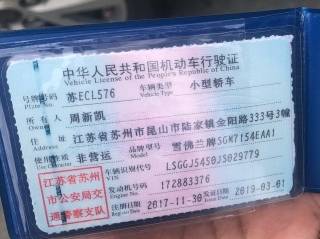 中华人民共和国机动车行驶证
Vehicle License of the People's Republic of China
号牌号码 苏ECL576 车辆类型 小型轿车
Plate No. Vehicle Type
所有人 周新凯
Owner
住址 江苏省苏州市昆山市陆家镇金阳路333号3幢
Address
使用性质 非营运 品牌型号 雪佛兰牌SGM7154EAA1
Use Character Model
江苏省苏州
市公安局交
通警察支队
车辆识别代号 LSGGJ5450JS029779
VIN
发动机号码 172883376
Engine No.
注册日期 2017-11-30 发证日期 2019-03-01
Register Date Issue Date